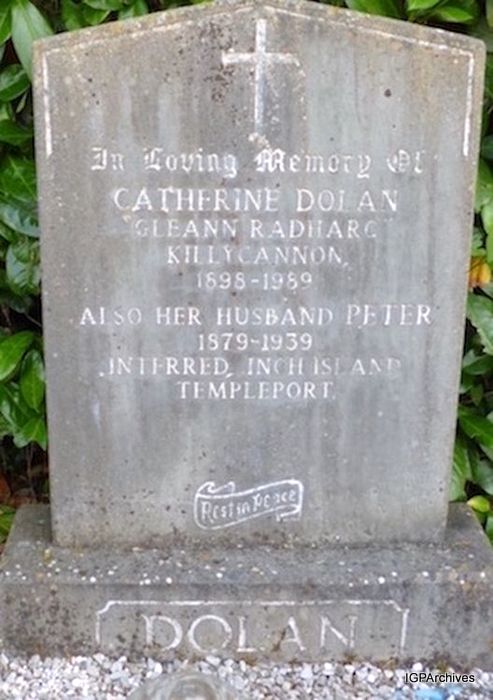 In Loving Memory Of
CATHERINE DOLAN
"GLEANN RADHARC"
KILLYCANNON,
1898-1989
ALSO HER HUSBAND PETER
1879-1939
INTERRED, INCH ISLAND
TEMPLEPORT.
Rest in Peace
DOLAN
IGPArchives